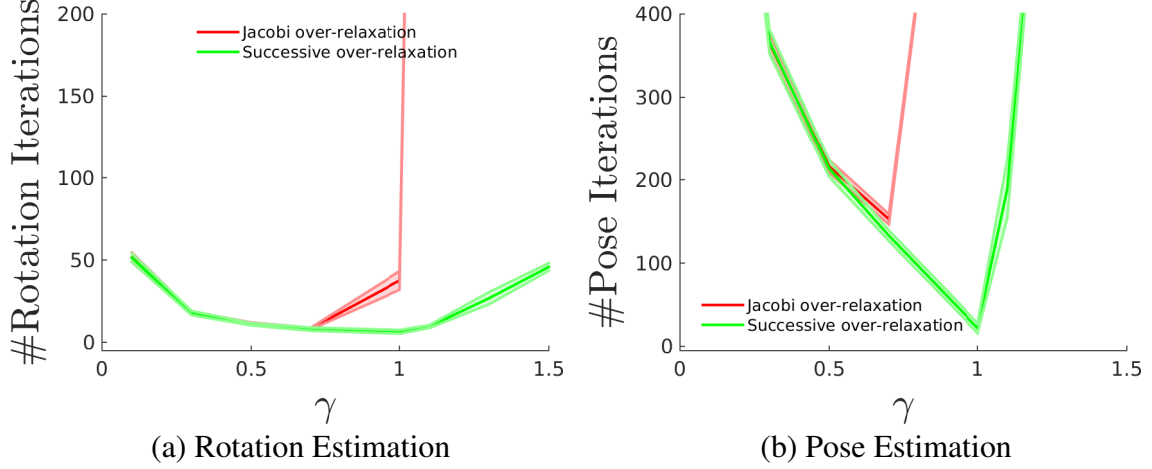 #Rotation Iterations
200
150
100
50
0
0
0.5
1
1.5
Jacobi over-relaxation
Successive over-relaxation
γ
(a) Rotation Estimation
#Pose Iterations
400
300
200
100
0
0
0.5
1
1.5
Jacobi over-relaxation
Successive over-relaxation
γ
(b) Pose Estimation